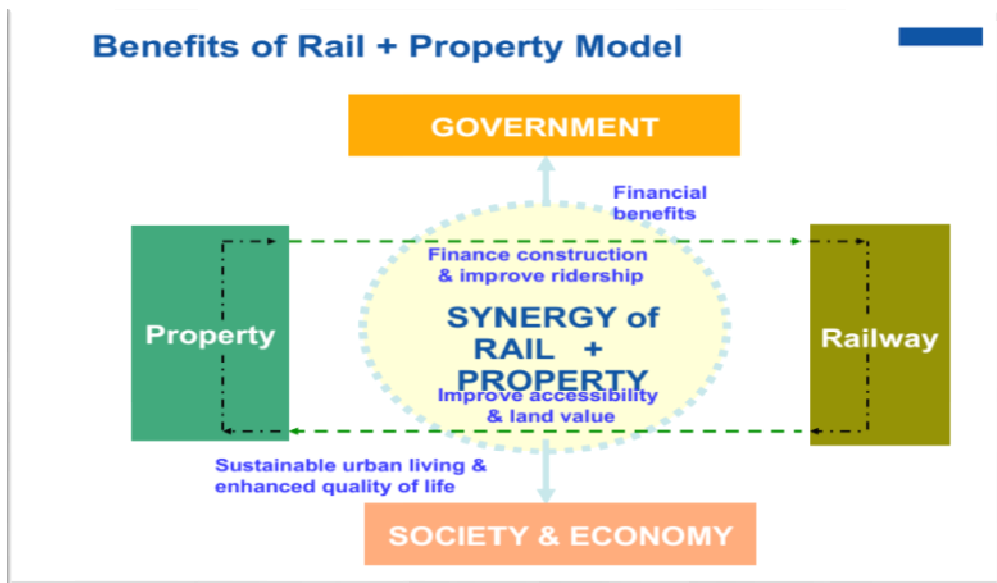 Benefits of Rail + Property Model
GOVERNMENT
Financial
benefits
Finance construction
& improve ridership
Property
SYNERGY of
RAIL +
PROPERTY
Railway
Improve accessibility
& land value
Sustainable urban living &
enhanced quality of life
SOCIETY & ECONOMY